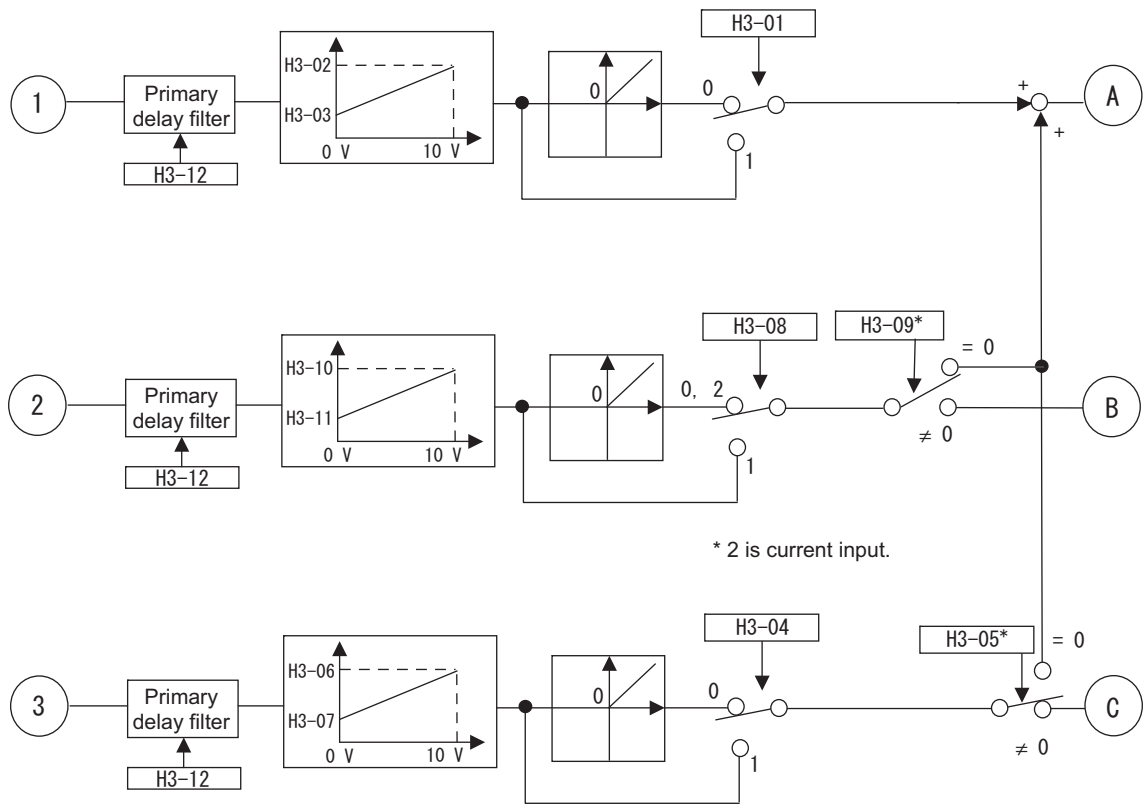 H3-01
1
Primary
delay filter
H3-12
H3-02
H3-03
0 V
10 V
0
0
1
+
+
A
H3-08
H3-09*
2
Primary
delay filter
H3-12
H3-10
H3-11
0 V
10 V
0
0, 2
1
= 0
≠ 0
B
* 2 is current input.
H3-04
H3-05*
3
Primary
delay filter
H3-12
H3-06
H3-07
0 V
10 V
0
0
1
= 0
≠ 0
C